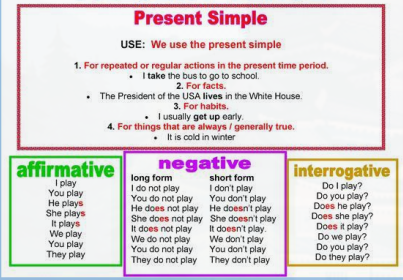 Present Simple
USE: We use the present simple
1. For repeated or regular actions in the present time period.
• I take the bus to go to school.
2. For facts.
• The President of the USA lives in the White House.
3. For habits.
• I usually get up early.
4. For things that are always / generally true.
• It is cold in winter
affirmative
I play
You play
He plays
She plays
It plays
We play
You play
They play
negative
long form
I do not play
You do not play
He does not play
She does not play
It does not play
We do not play
You do not play
They do not play
short form
I don't play
You don't play
He doesn't play
She doesn't play
It doesn't play.
We don't play
You don't play
They don't play
interrogative
Do I play?
Do you play?
Does he play?
Does she play?
Does it play?
Do we play?
Do you play?
Do they play?